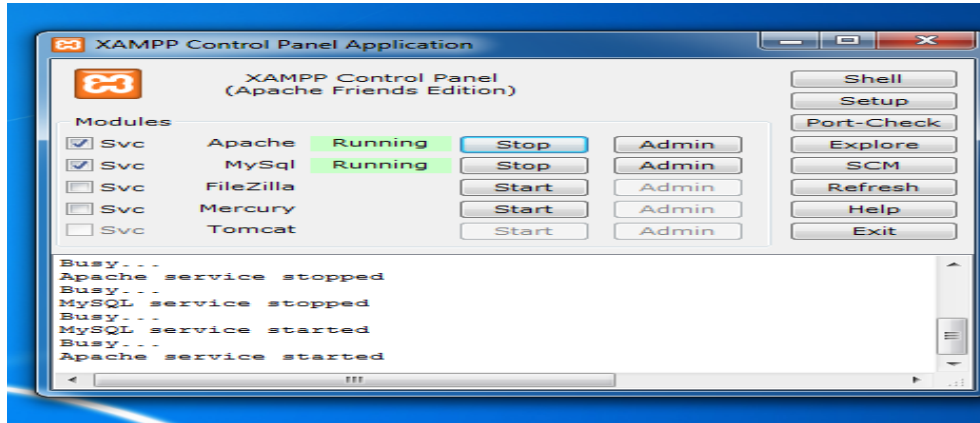 XAMPP Control Panel Application
XAMPP Control Panel
(Apache Friends Edition)
Shell
Setup
Port-Check
Explore
SCM
Refresh
Help
Exit
Modules
Svc Apache Running Stop Admin
Svc MySql Running Stop Admin
Svc FileZilla Start Admin
Svc Mercury Start Admin
Svc Tomcat Start Admin
Busy...
Apache service stopped
Busy...
MySQL service stopped
Busy...
MySQL service started
Busy...
Apache service started